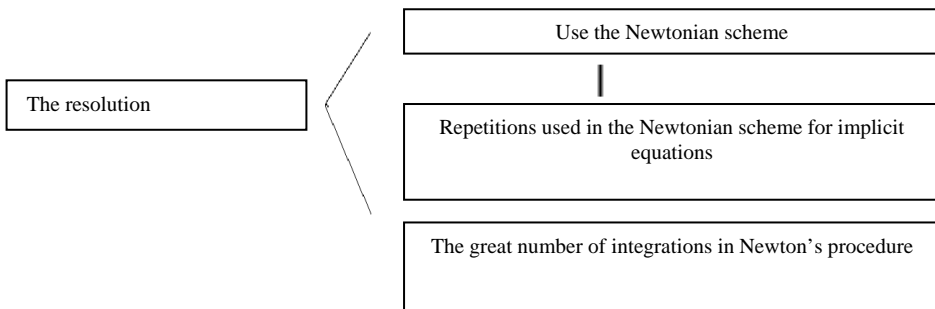 Use the Newtonian scheme
The resolution
Repetitions used in the Newtonian scheme for implicit
equations
The great number of integrations in Newton’s procedure